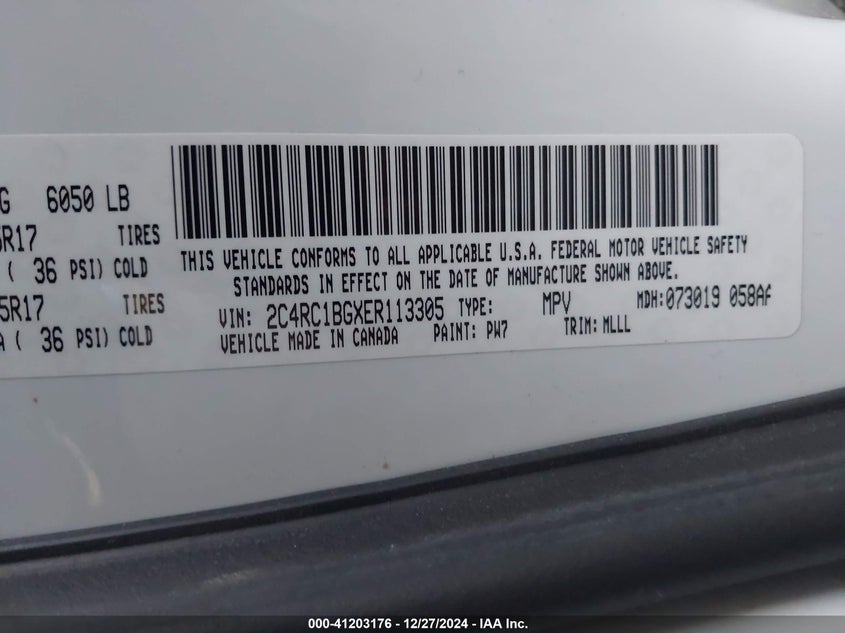 G 6050 LB
5R17 TIRES
( 36 PSI) COLD
5R17 TIRES
A ( 36 PSI) COLD
THIS VEHICLE CONFORMS TO ALL APPLICABLE U.S.A. FEDERAL MOTOR VEHICLE SAFETY
STANDARDS IN EFFECT ON THE DATE OF MANUFACTURE SHOWN ABOVE.
VIN: 2C4RC1BGXER113305 TYPE: MPV MDH:073019 058AF
VEHICLE MADE IN CANADA PAINT: PW7 TRIM: MLLL
000-41203176 - 12/27/2024 - IAA Inc.